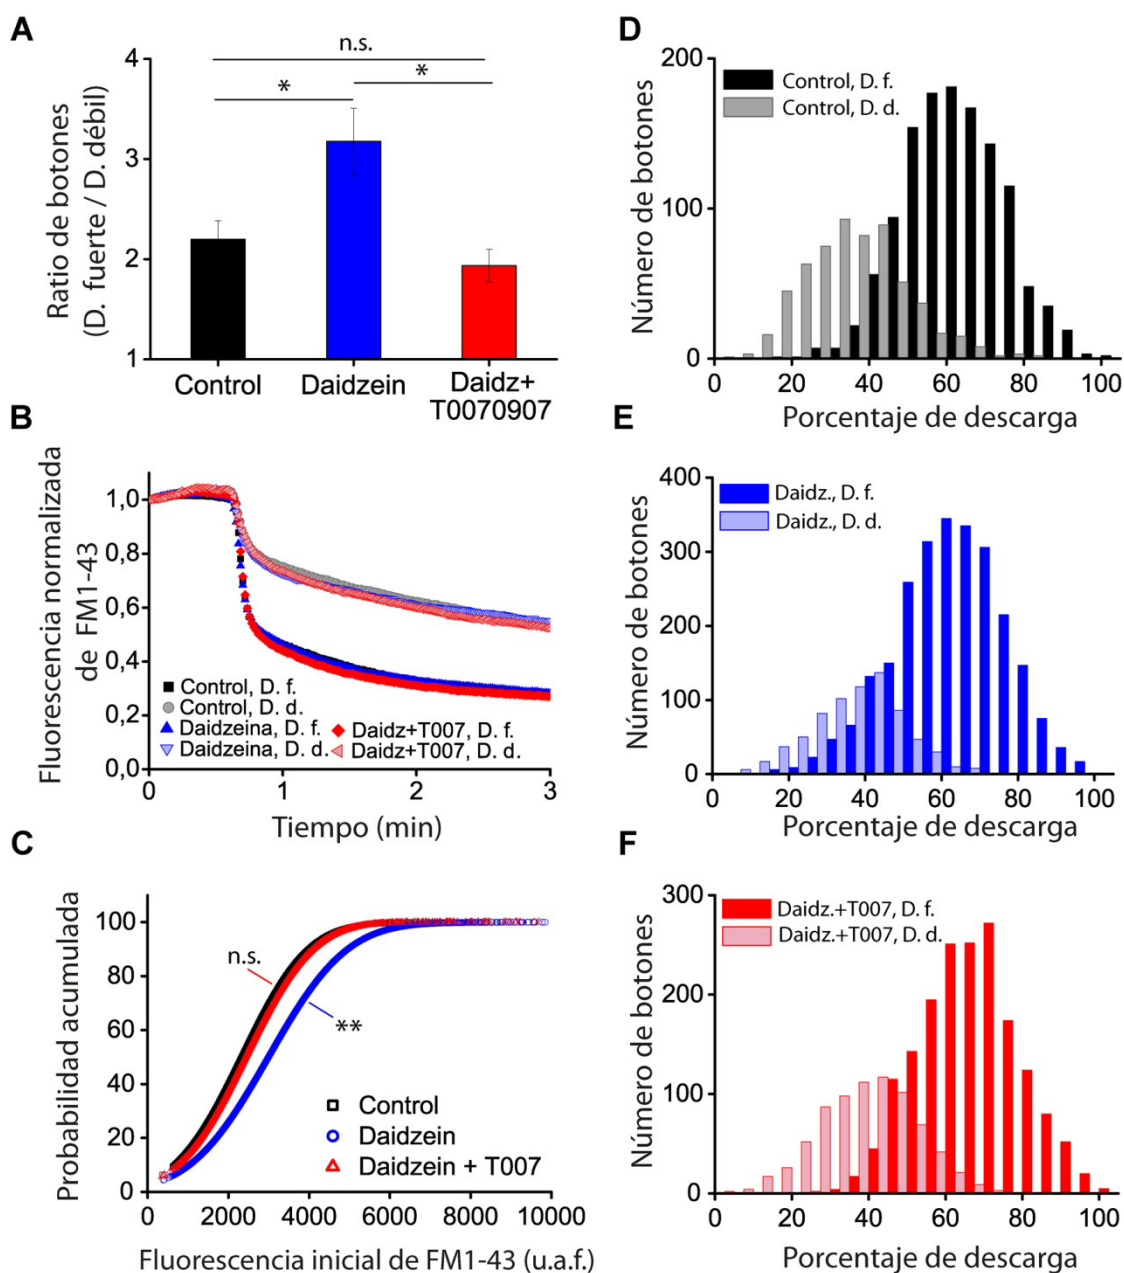 A
Ratio de botones
(D. fuerte / D. débil)
4
3
2
1
n.s.
*
*
Control
Daidzein
Daidz+
T0070907
B
Fluorescencia normalizada
de FM1-43
1,0
0,8
0,6
0,4
0,2
0,0
Control, D. f.
Control, D. d.
Daidzeina, D. f.
Daidzeina, D. d.
Daidz+T007, D. f.
Daidz+T007, D. d.
0
1
2
3
Tiempo (min)
C
Probabilidad acumulada
120
100
80
60
40
20
0
n.s.
**
Control
Daidzein
Daidzein + T007
0
2000
4000
6000
8000
10000
Fluorescencia inicial de FM1-43 (u.a.f.)
D
Número de botones
200
100
0
Control, D. f.
Control, D. d.
0
20
40
60
80
100
Porcentaje de descarga
E
Número de botones
400
300
200
100
0
Daidz., D. f.
Daidz., D. d.
0
20
40
60
80
100
Porcentaje de descarga
F
Número de botones
300
200
100
0
Daidz.+T007, D. f.
Daidz.+T007, D. d.
0
20
40
60
80
100
Porcentaje de descarga